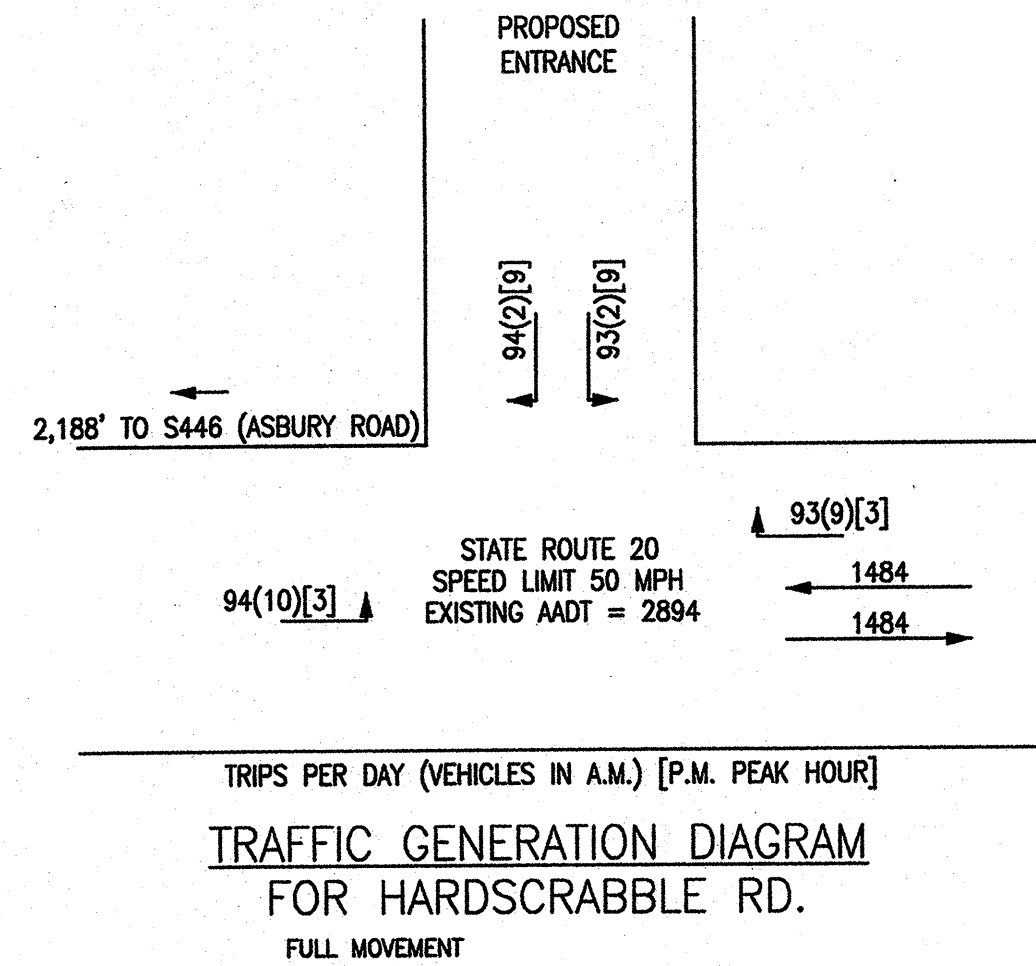 PROPOSED
ENTRANCE
94(2)[9]
93(2)[9]
2,188' TO S446 (ASBURY ROAD)
93(9)[3]
STATE ROUTE 20
SPEED LIMIT 50 MPH
EXISTING AADT = 2894
1484
1484
94(10)[3]
TRIPS PER DAY (VEHICLES IN A.M.) [P.M. PEAK HOUR]
TRAFFIC GENERATION DIAGRAM
FOR HARDSCRABBLE RD.
FULL MOVEMENT